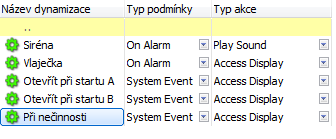 Název dynamizace Typ podmínky Typ akce
..
Siréna On Alarm Play Sound
Vlaječka On Alarm Access Display
Otevřít při startu A System Event Access Display
Otevřít při startu B System Event Access Display
Při nečinnosti System Event Access Display